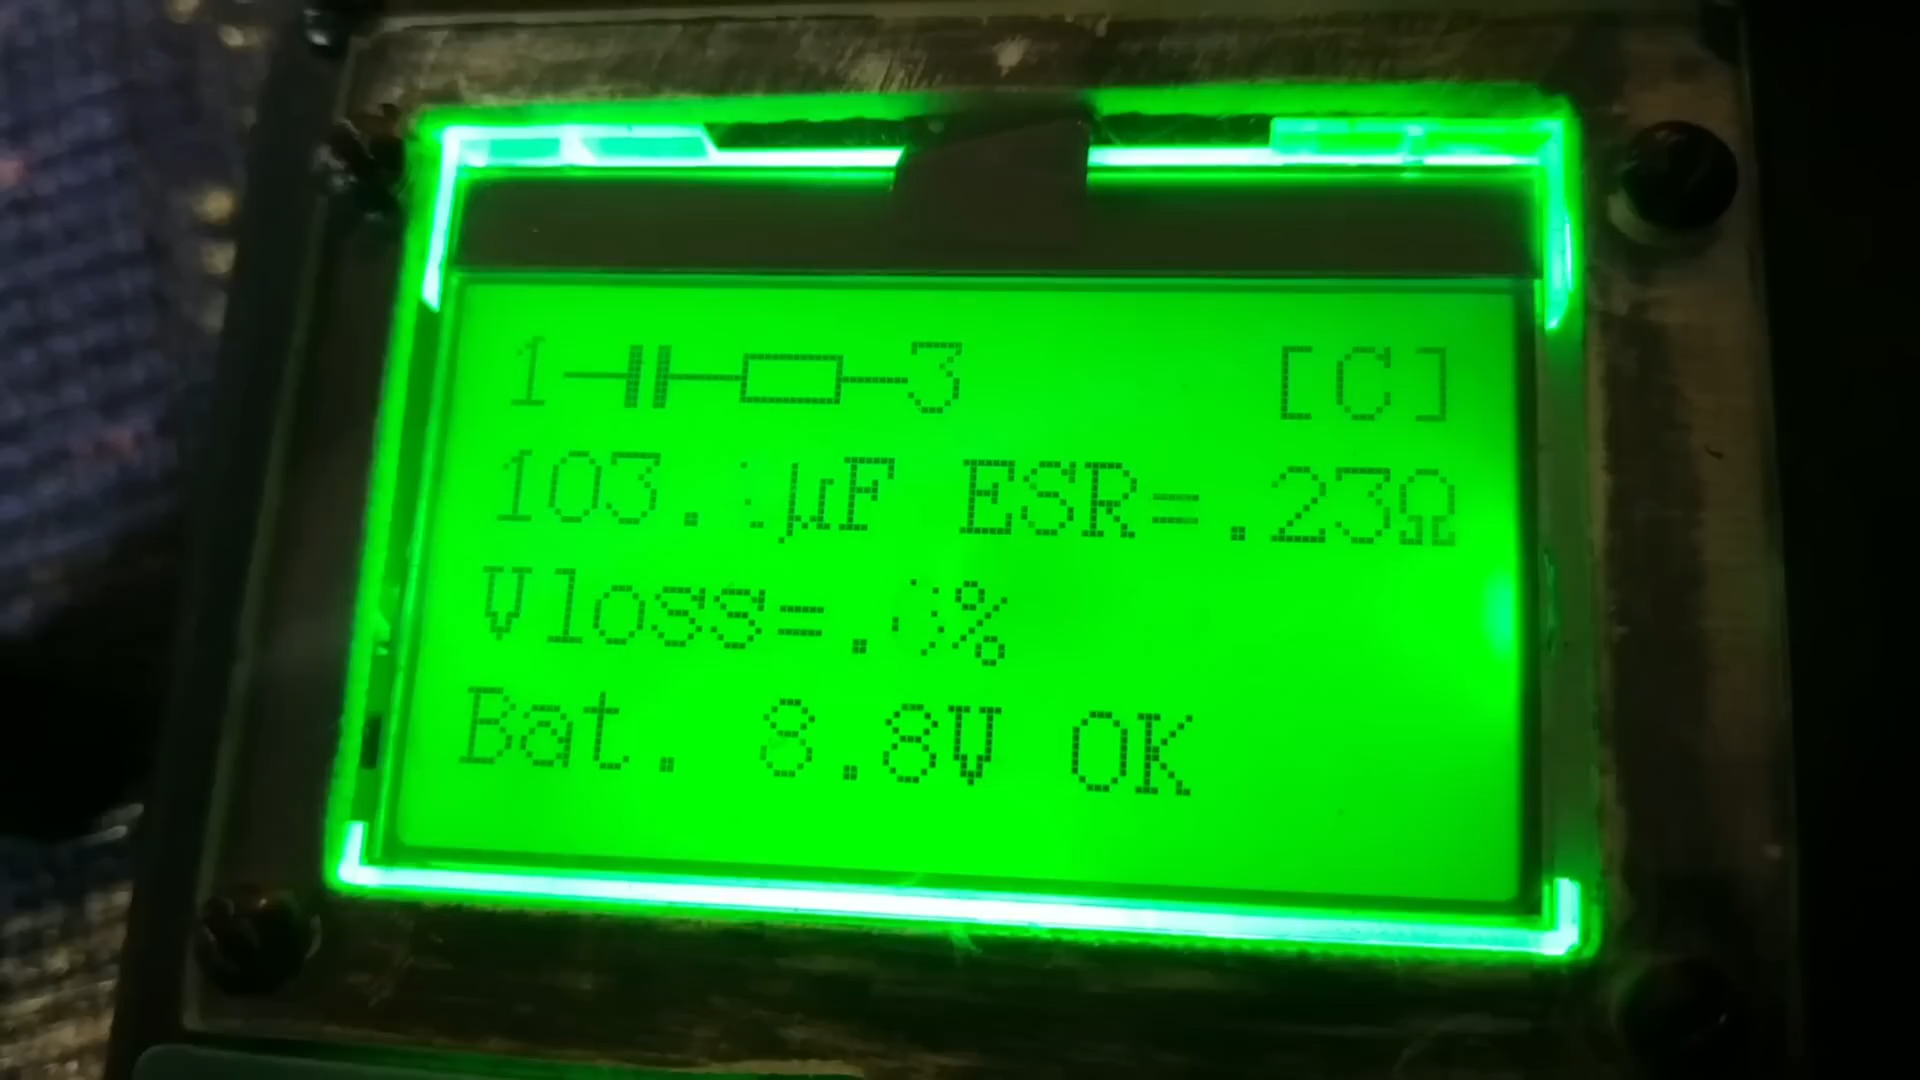 1 3 [C]
103. µF ESR=.23Ω
Vloss=. %
Bat. 8.8V OK